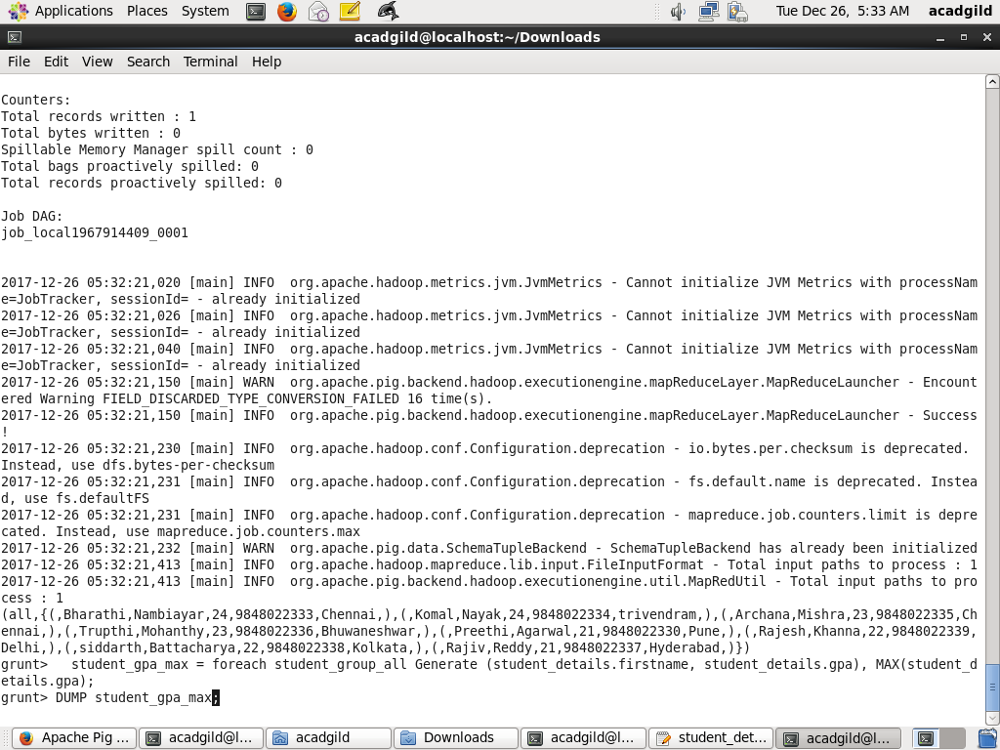 Applications Places System Tue Dec 26, 5:33 AM acadgild
acadgild@localhost:~/Downloads
File Edit View Search Terminal Help
Counters:
Total records written : 1
Total bytes written : 0
Spillable Memory Manager spill count : 0
Total bags proactively spilled: 0
Total records proactively spilled: 0
Job DAG:
job_local1967914409_0001
2017-12-26 05:32:21,020 [main] INFO  org.apache.hadoop.metrics.jvm.JvmMetrics - Cannot initialize JVM Metrics with processNam
e=JobTracker, sessionId= - already initialized
2017-12-26 05:32:21,026 [main] INFO  org.apache.hadoop.metrics.jvm.JvmMetrics - Cannot initialize JVM Metrics with processNam
e=JobTracker, sessionId= - already initialized
2017-12-26 05:32:21,040 [main] INFO  org.apache.hadoop.metrics.jvm.JvmMetrics - Cannot initialize JVM Metrics with processNam
e=JobTracker, sessionId= - already initialized
2017-12-26 05:32:21,150 [main] WARN  org.apache.pig.backend.hadoop.executionengine.mapReduceLayer.MapReduceLauncher - Encount
ered Warning FIELD_DISCARDED_TYPE_CONVERSION_FAILED 16 time(s).
2017-12-26 05:32:21,150 [main] INFO  org.apache.pig.backend.hadoop.executionengine.mapReduceLayer.MapReduceLauncher - Success
!
2017-12-26 05:32:21,230 [main] INFO  org.apache.hadoop.conf.Configuration.deprecation - io.bytes.per.checksum is deprecated.
Instead, use dfs.bytes-per-checksum
2017-12-26 05:32:21,231 [main] INFO  org.apache.hadoop.conf.Configuration.deprecation - fs.default.name is deprecated. Instea
d, use fs.defaultFS
2017-12-26 05:32:21,231 [main] INFO  org.apache.hadoop.conf.Configuration.deprecation - mapreduce.job.counters.limit is depre
cated. Instead, use mapreduce.job.counters.max
2017-12-26 05:32:21,232 [main] WARN  org.apache.pig.data.SchemaTupleBackend - SchemaTupleBackend has already been initialized
2017-12-26 05:32:21,413 [main] INFO  org.apache.hadoop.mapreduce.lib.input.FileInputFormat - Total input paths to process : 1
2017-12-26 05:32:21,413 [main] INFO  org.apache.pig.backend.hadoop.executionengine.util.MapRedUtil - Total input paths to pro
cess : 1
(all,{(,Bharathi,Nambiayar,24,9848022333,Chennai,),(,Komal,Nayak,24,9848022334,trivendram,),(,Archana,Mishra,23,9848022335,Ch
ennai,),(,Trupthi,Mohanthy,23,9848022336,Bhuwaneshwar,),(,Preethi,Agarwal,21,9848022330,Pune,),(,Rajesh,Khanna,22,9848022339,
Delhi,),(,siddarth,Battacharya,22,9848022338,Kolkata,),(,Rajiv,Reddy,21,9848022337,Hyderabad,)})
grunt>   student_gpa_max = foreach student_group_all Generate (student_details.firstname, student_details.gpa), MAX(student_d
etails.gpa);
grunt> DUMP student_gpa_max;
Apache Pig ... acadgild@l... acadgild Downloads acadgild@l... student_det... acadgild@l...